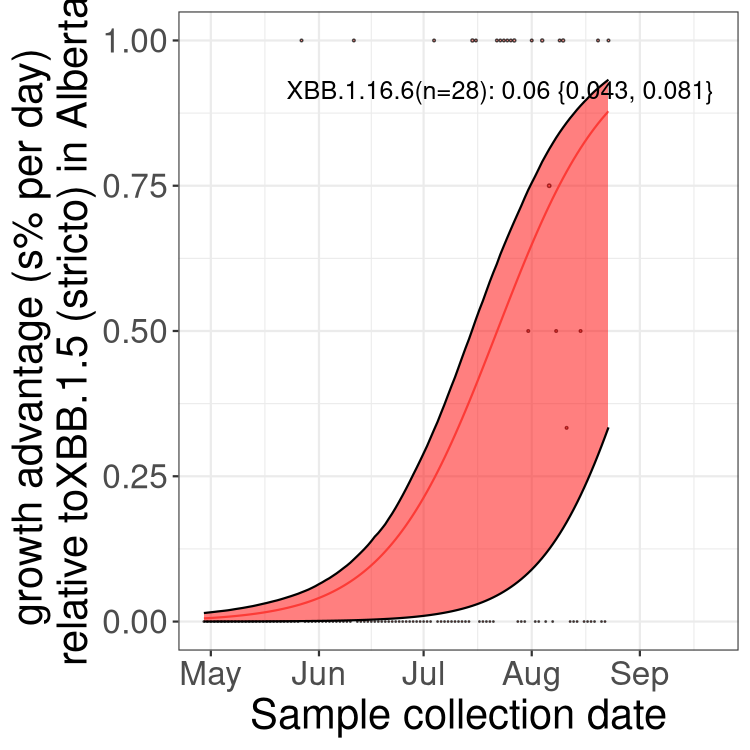 growth advantage (s% per day)
relative toXBB.1.5 (stricto) in Alberta
1.00
0.75
0.50
0.25
0.00
XBB.1.16.6(n=28): 0.06 {0.043, 0.081}
May Jun Jul Aug Sep
Sample collection date